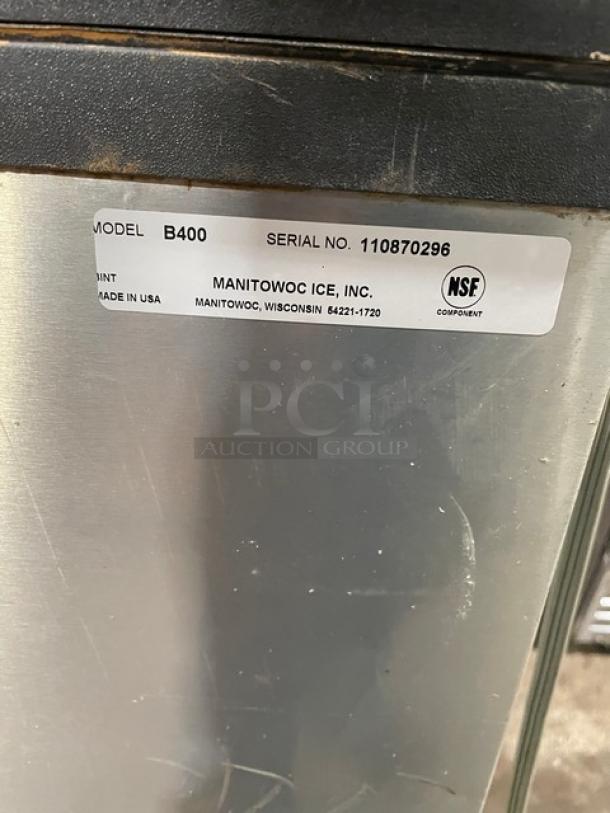 MODEL B400 SERIAL NO. 110870296
MANITOWOC ICE, INC.
MADE IN USA MANITOWOC, WISCONSIN 54221-1720
NSF
COMPONENT
PCI
AUCTION GROUP